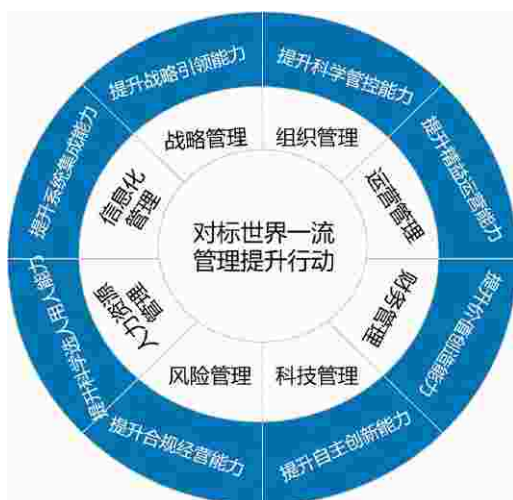 对标世界一流
管理提升行动
战略管理
组织管理
运营管理
财务管理
科技管理
风险管理
人力资源
管理
信息化
管理
提升战略引领能力
提升科学管控能力
提升精益运营能力
提升价值创造能力
提升自主创新能力
提升合规经营能力
提升科学选人用人能力
提升系统集成能力